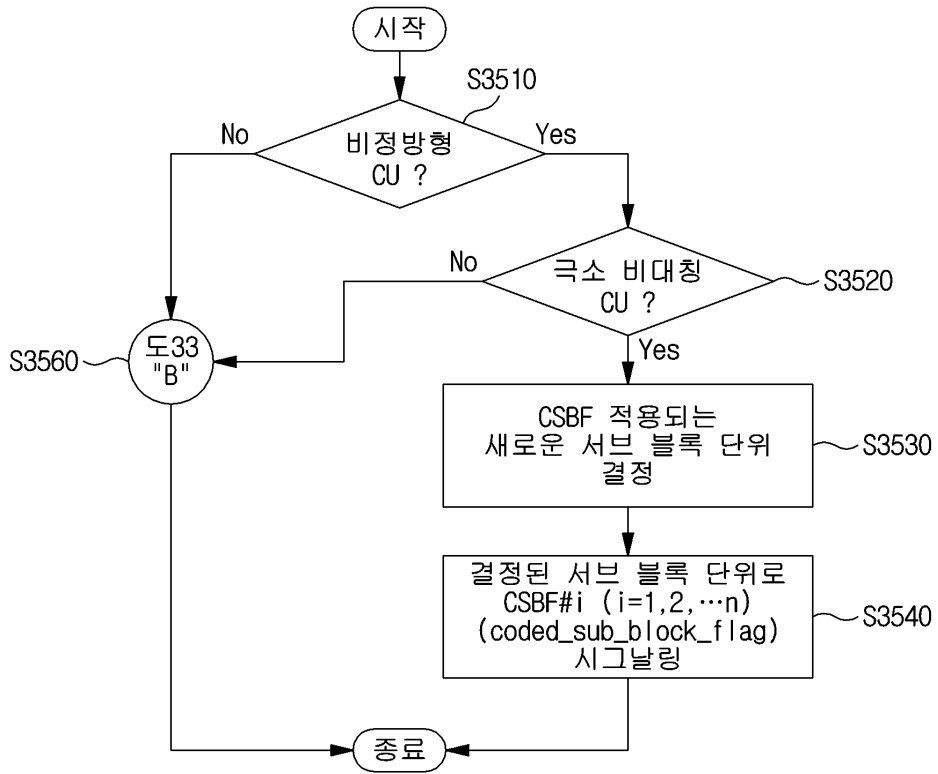 시작
S3510
비정방형
CU ?
No
Yes
극소 비대칭
CU ?
No
S3520
Yes
S3560
도33
"B"
CSBF 적용되는
새로운 서브 블록 단위
결정
S3530
결정된 서브 블록 단위로
CSBF#i (i=1,2,⋯n)
(coded_sub_block_flag)
시그날링
S3540
종료